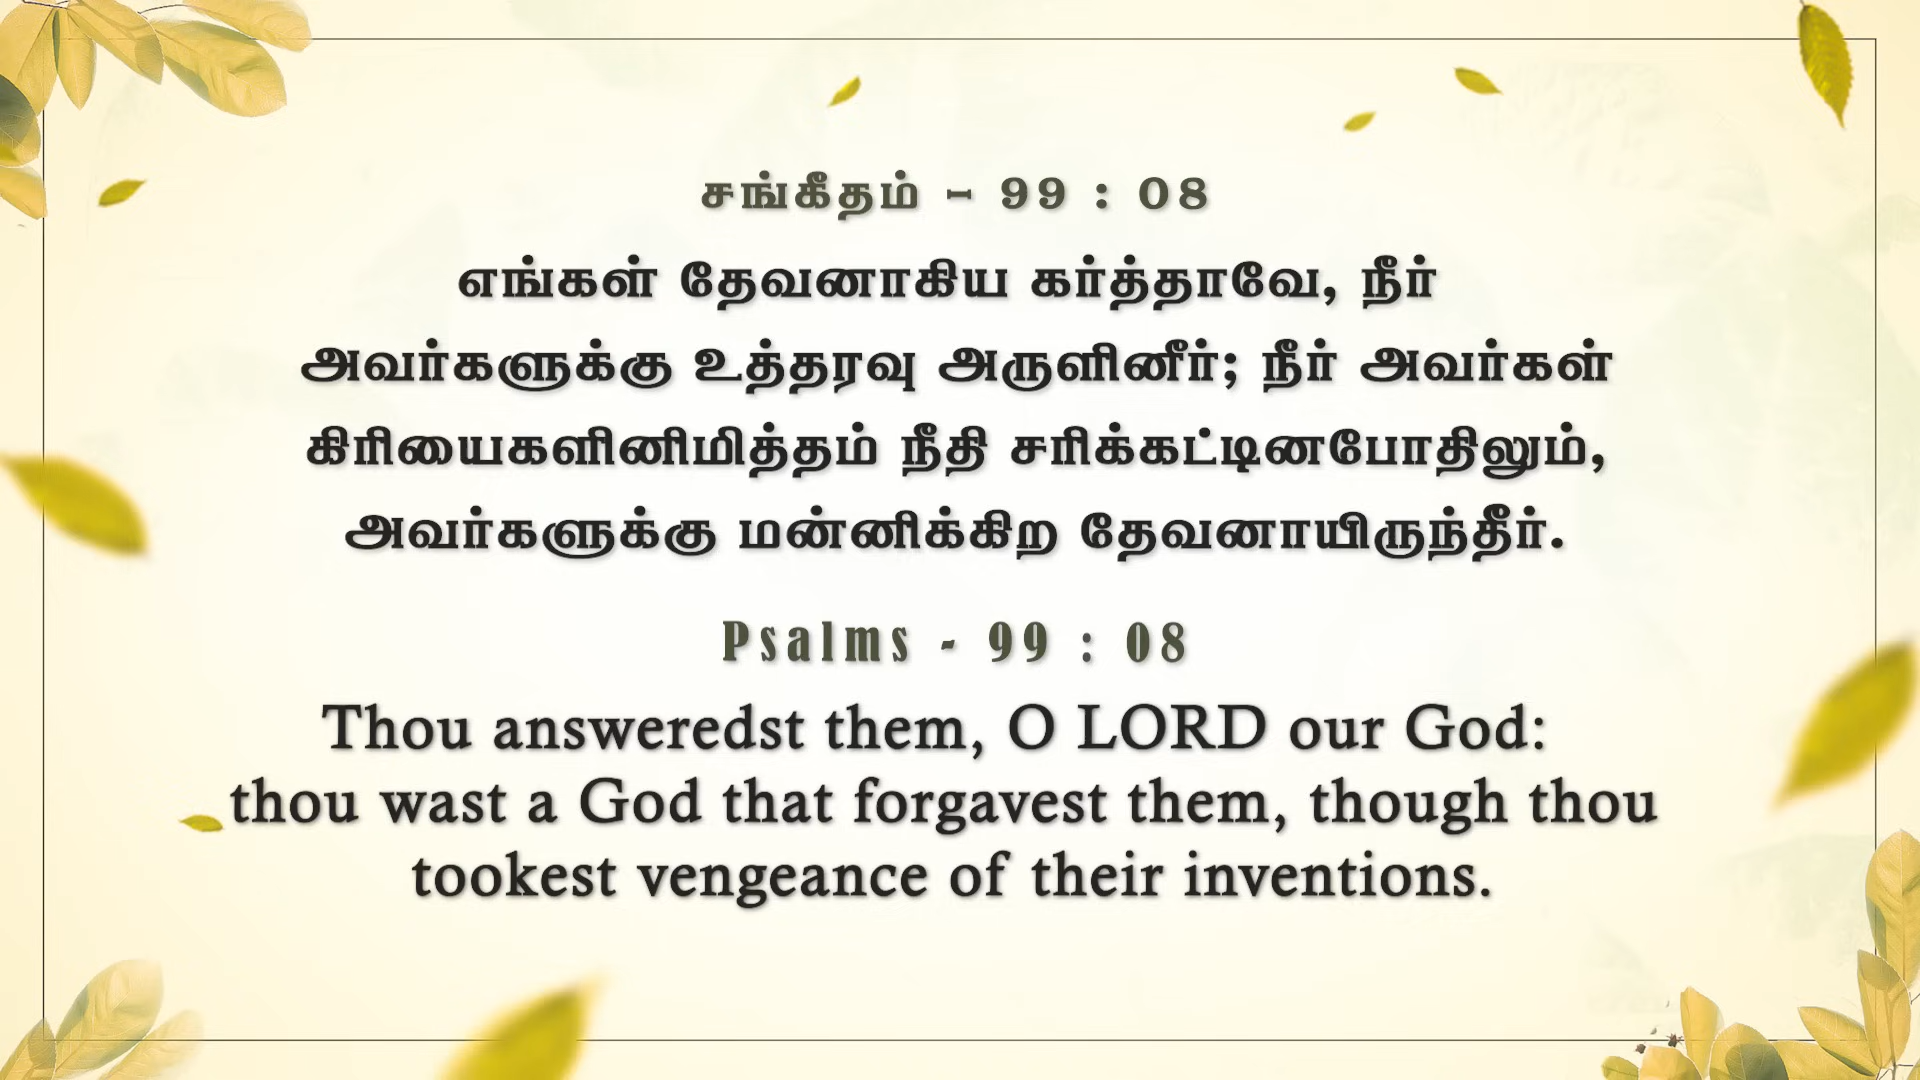 சங்கீதம் - 99 : 08
எங்கள் தேவனாகிய கர்த்தாவே, நீர்
அவர்களுக்கு உத்தரவு அருளினீர்; நீர் அவர்கள்
கிரியைகளினிமித்தம் நீதி சரிக்கட்டினபோதிலும்,
அவர்களுக்கு மன்னிக்கிற தேவனாயிருந்தீர்.
Psalms - 99 : 08
Thou answeredst them, O LORD our God:
thou wast a God that forgavest them, though thou
tookest vengeance of their inventions.